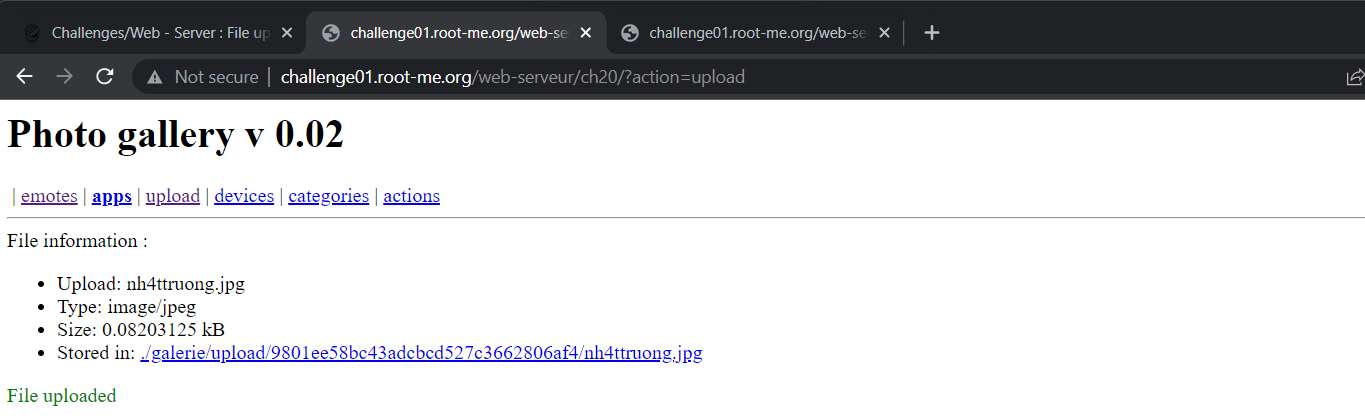 Challenges/Web - Server : File up
challenge01.root-me.org/web-se
challenge01.root-me.org/web-se
Not secure | challenge01.root-me.org/web-serveur/ch20/?action=upload
Photo gallery v 0.02
| emotes | apps | upload | devices | categories | actions
File information :
• Upload: nh4ttruong.jpg
• Type: image/jpeg
• Size: 0.08203125 kB
• Stored in: ./galerie/upload/9801ee58bc43adcbcd527c3662806af4/nh4ttruong.jpg
File uploaded